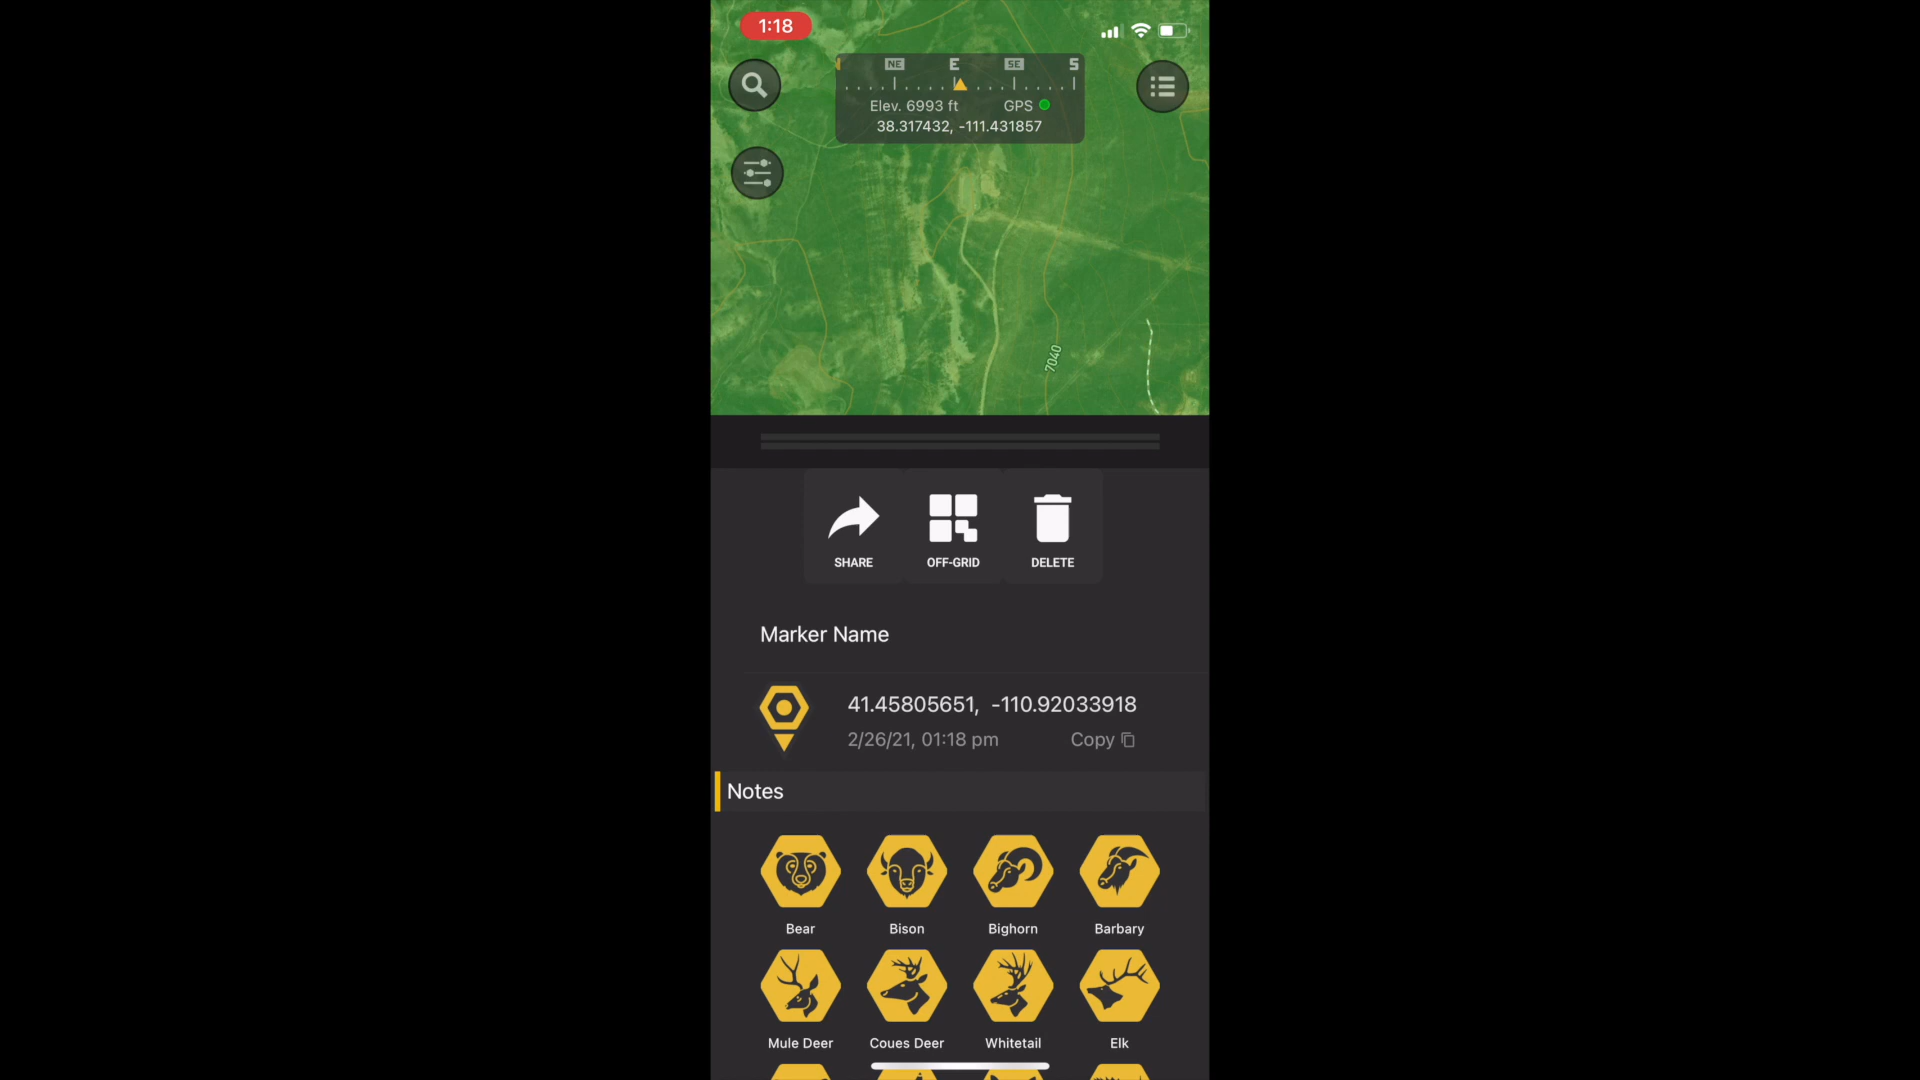 1:18
NE E SE S
Elev. 6993 ft GPS
38.317432, -111.431857
7040
SHARE OFF-GRID DELETE
Marker Name
41.45805651, -110.92033918
2/26/21, 01:18 pm Copy
Notes
Bear Bison Bighorn Barbary
Mule Deer Coues Deer Whitetail Elk